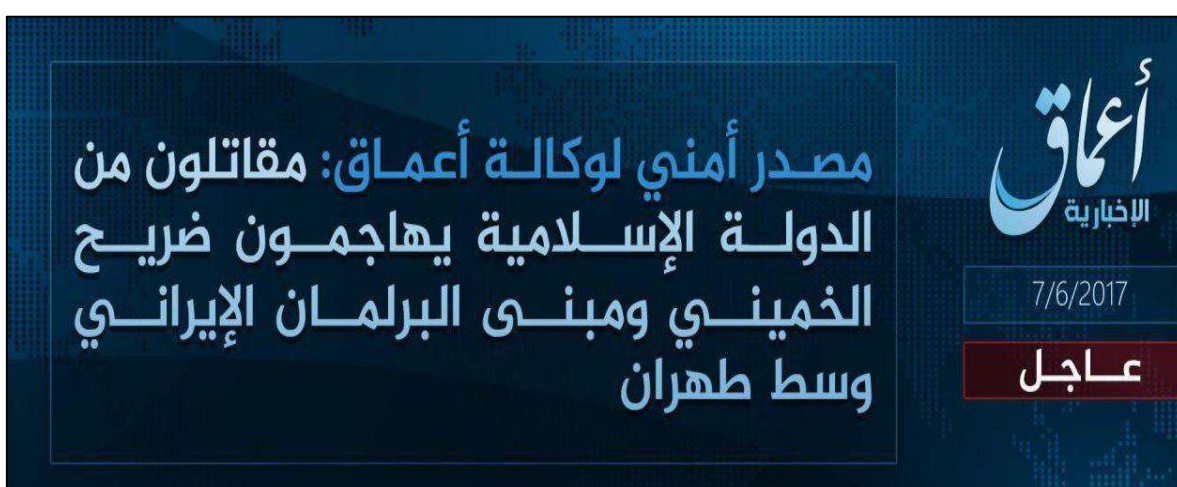 أعماق
الإخبارية
7/6/2017
عاجل
مصدر أمني لوكالة أعماق: مقاتلون من
الدولة الإسلامية يهاجمون ضريح
الخميني ومبنى البرلمان الإيراني
وسط طهران